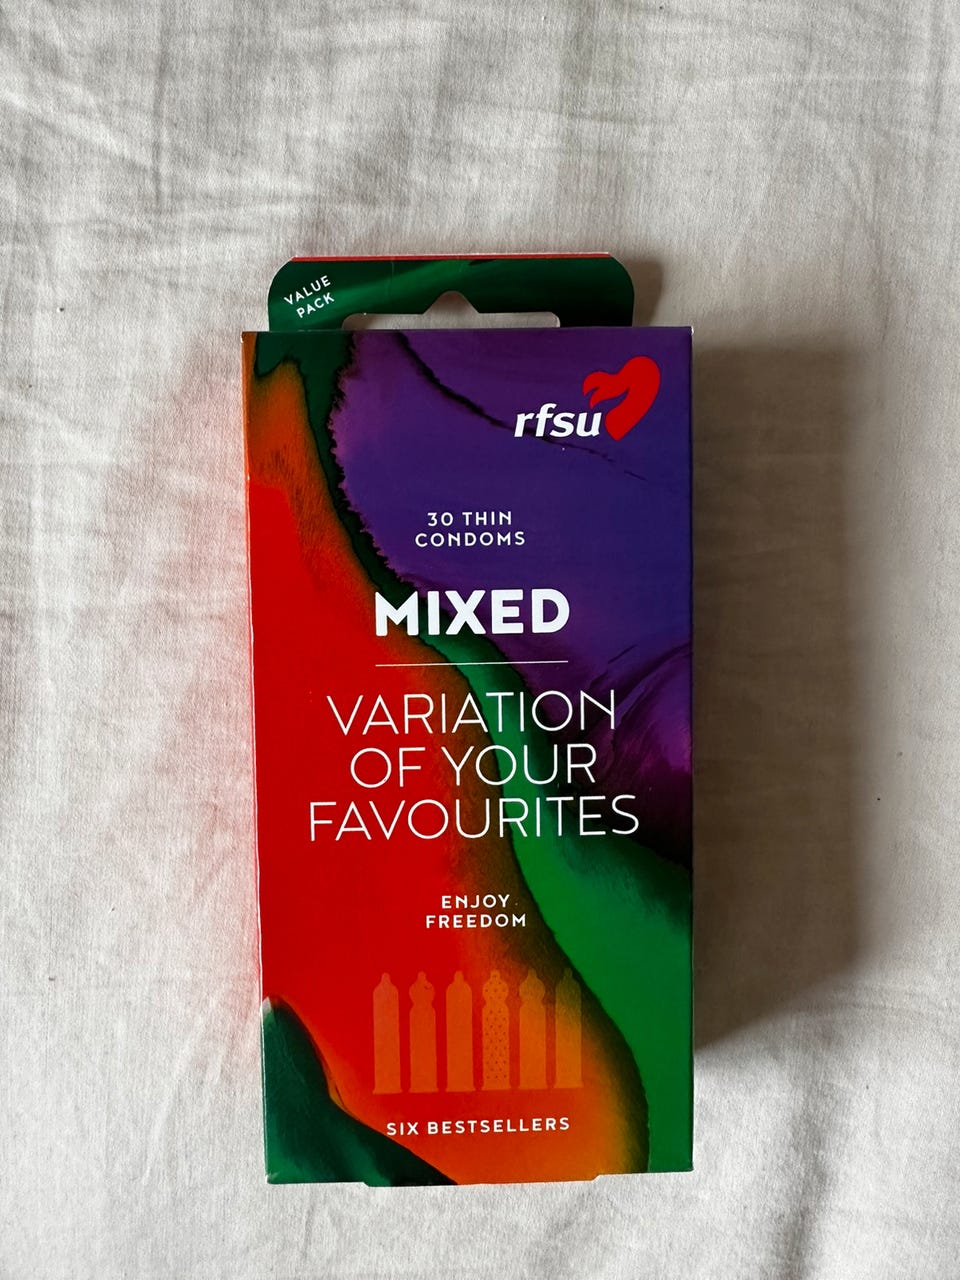 VALUE
PACK
rfsu
30 THIN
CONDOMS
MIXED
VARIATION
OF YOUR
FAVOURITES
ENJOY
FREEDOM
SIX BESTSELLERS